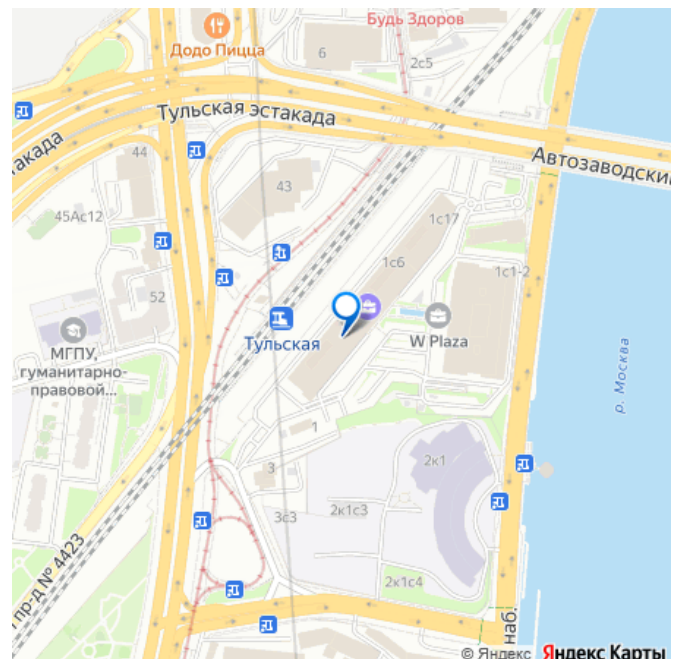 Будь Здоров
Додо Пицца
6
2с5
Тульская эстакада
такада
44
Автозаводский
43
45Ас12
1с17
1с6
1с1-2
52
Тульская
W Plaza
МГПУ,
гуманитарно-
правовой...
р. Москва
1
3
2к1
3с3
2к1с3
пр-д № 4423
2к1с4
наб.
© Яндекс Яндекс Карты